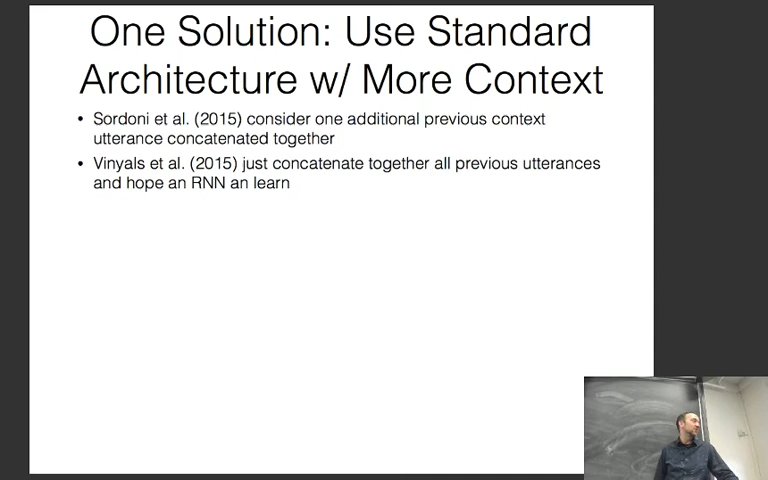 One Solution: Use Standard
Architecture w/ More Context
• Sordoni et al. (2015) consider one additional previous context
utterance concatenated together
• Vinyals et al. (2015) just concatenate together all previous utterances
and hope an RNN an learn